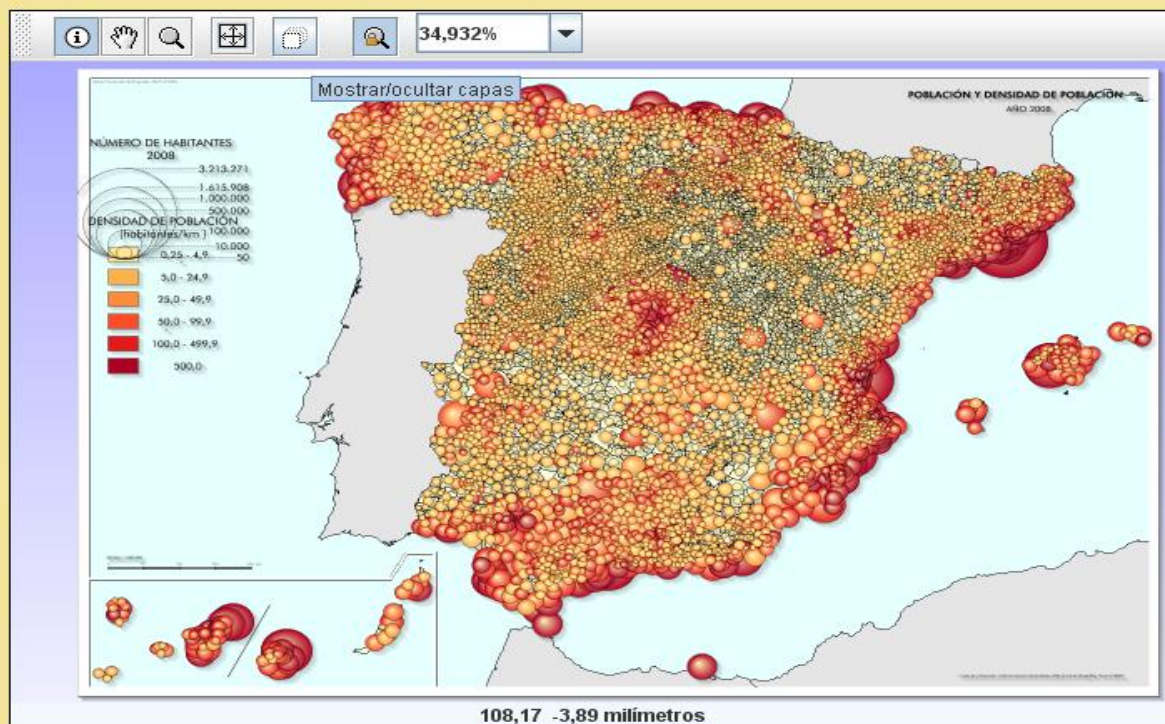 34,932%
Mostrar/ocultar capas
POBLACIÓN Y DENSIDAD DE POBLACIÓN
AÑO 2008
NÚMERO DE HABITANTES
2008
3.213.271
1.615.908
1.000.000
500.000
100.000
10.000
50
DENSIDAD DE POBLACIÓN
(habitantes/km )
0,25 - 4,9
5,0 - 24,9
25,0 - 49,9
50,0 - 99,9
100,0 - 499,9
500,0
108,17 -3,89 milímetros